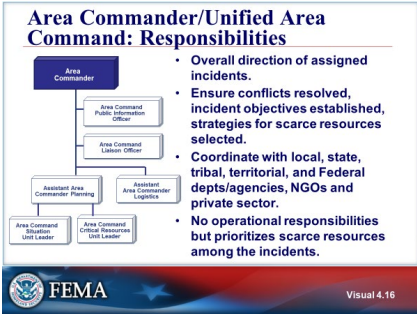 Area Commander/Unified Area
Command: Responsibilities
Area
Commander
Area Command
Public Information
Officer
Area Command
Liaison Officer
Assistant Area
Commander Planning
Assistant
Area Commander
Logistics
Area Command
Situation
Unit Leader
Area Command
Critical Resources
Unit Leader
• Overall direction of assigned
incidents.
• Ensure conflicts resolved,
incident objectives established,
strategies for scarce resources
selected.
• Coordinate with local, state,
tribal, territorial, and Federal
depts/agencies, NGOs and
private sector.
• No operational responsibilities
but prioritizes scarce resources
among the incidents.
FEMA
Visual 4.16